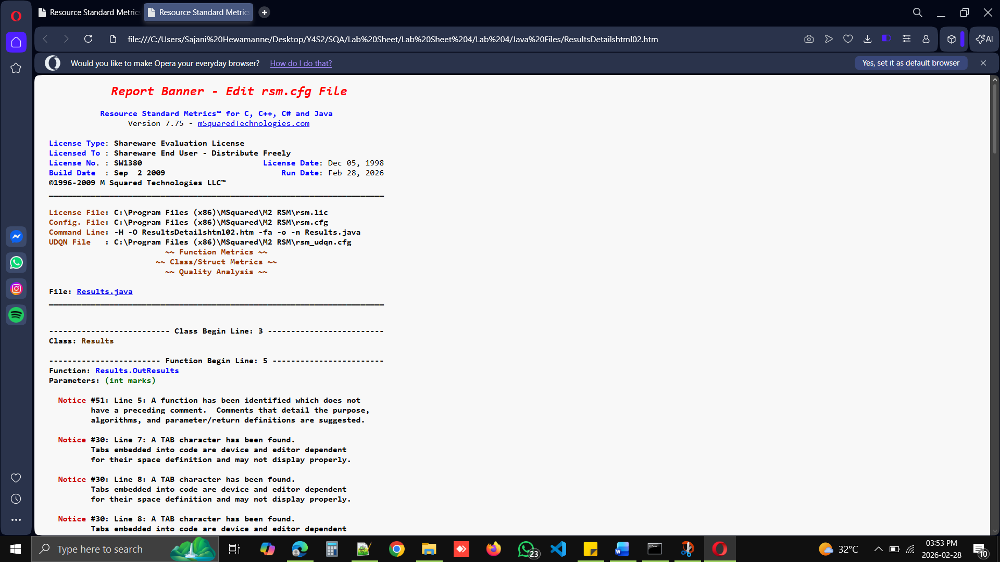 Resource Standard Metrics
Resource Standard Metrics
file:///C:/Users/Sajani%20Hewamanne/Desktop/Y4S2/SQA/Lab%20Sheet/Lab%20Sheet%204/Lab%204/Java%20Files/ResultsDetailshtml02.htm
AI
Would you like to make Opera your everyday browser? How do I do that?
Yes, set it as default browser
Report Banner - Edit rsm.cfg File
Resource Standard Metrics™ for C, C++, C# and Java
Version 7.75 - mSquaredTechnologies.com
License Type: Shareware Evaluation License
Licensed To : Shareware End User - Distribute Freely
License No. : SW1380 License Date: Dec 05, 1998
Build Date : Sep 2 2009 Run Date: Feb 28, 2026
©1996-2009 M Squared Technologies LLC™
License File: C:\Program Files (x86)\MSquared\M2 RSM\rsm.lic
Config. File: C:\Program Files (x86)\MSquared\M2 RSM\rsm.cfg
Command Line: -H -O ResultsDetailshtml02.htm -fa -o -n Results.java
UDQN File : C:\Program Files (x86)\MSquared\M2 RSM\rsm_udqn.cfg
~~ Function Metrics ~~
~~ Class/Struct Metrics ~~
~~ Quality Analysis ~~
File: Results.java
-------------------------- Class Begin Line: 3 -------------------------
Class: Results
------------------------ Function Begin Line: 5 ------------------------
Function: Results.OutResults
Parameters: (int marks)
Notice #51: Line 5: A function has been identified which does not
have a preceding comment. Comments that detail the purpose,
algorithms, and parameter/return definitions are suggested.
Notice #30: Line 7: A TAB character has been found.
Tabs embedded into code are device and editor dependent
for their space definition and may not display properly.
Notice #30: Line 8: A TAB character has been found.
Tabs embedded into code are device and editor dependent
for their space definition and may not display properly.
Notice #30: Line 8: A TAB character has been found.
Tabs embedded into code are device and editor dependent
Type here to search
23
32°C
03:53 PM
2026-02-28
10